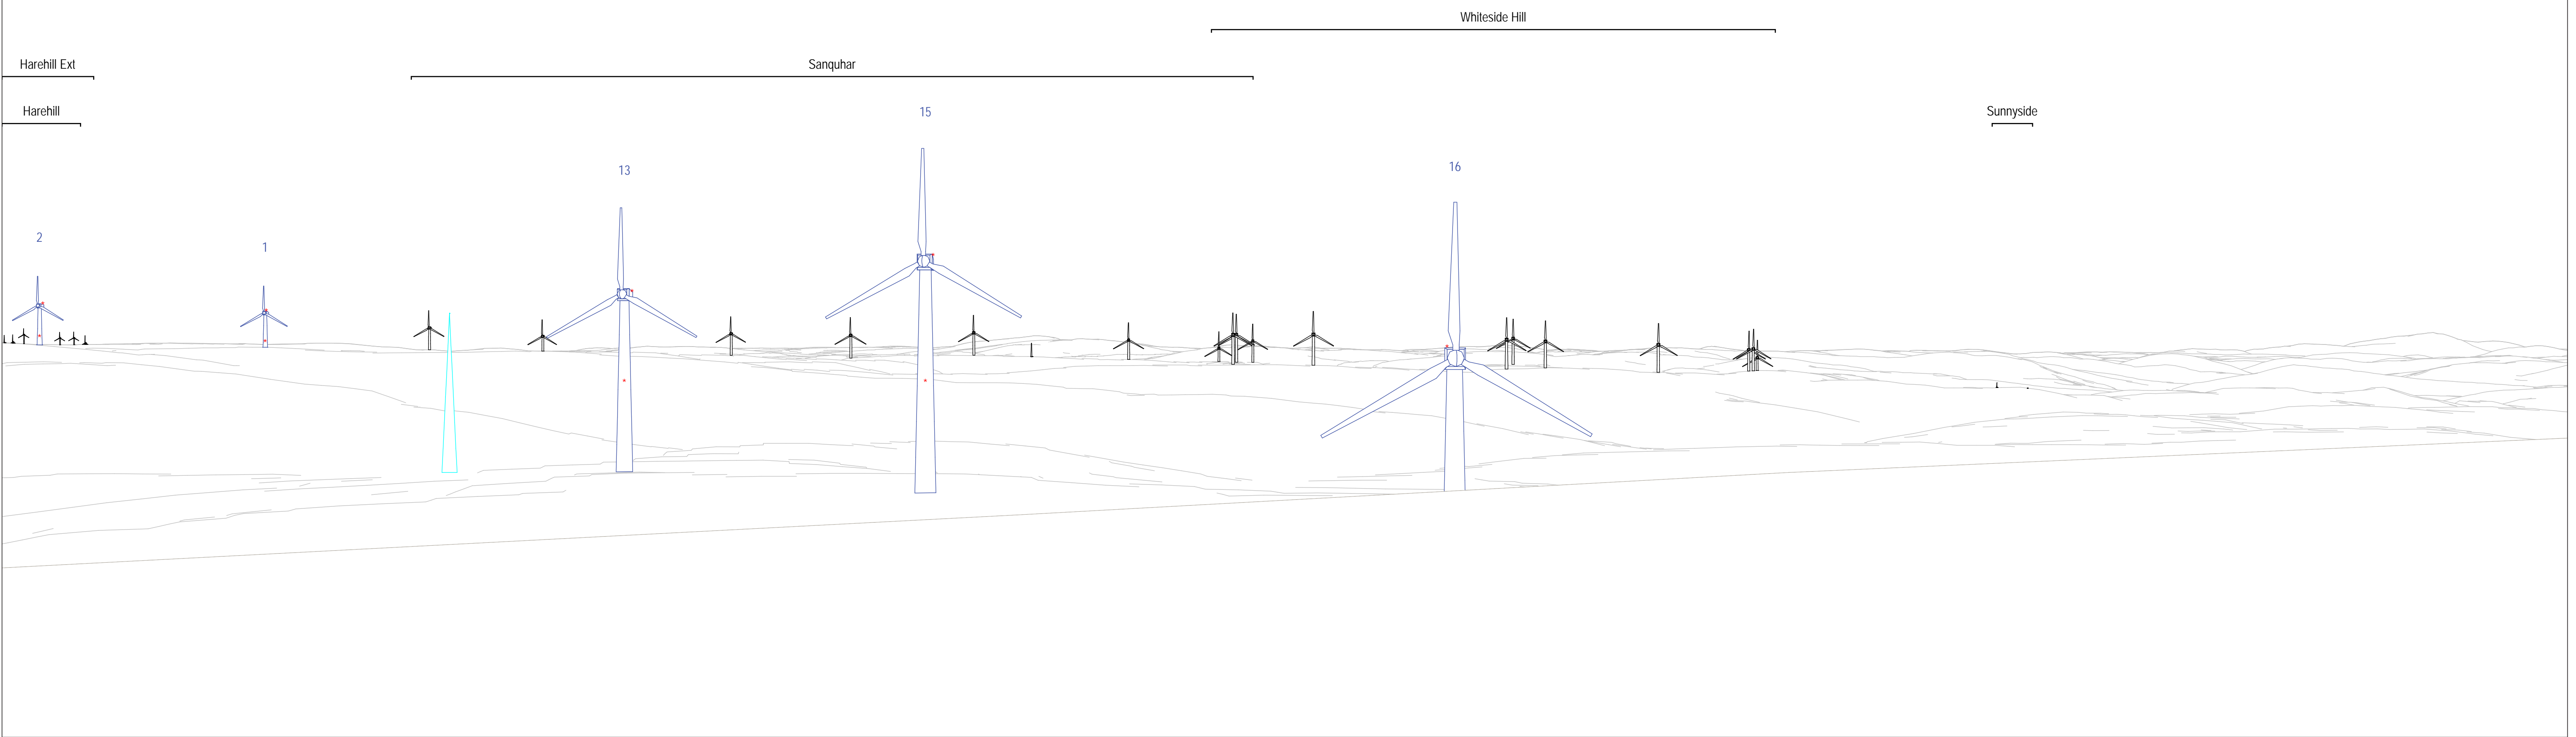 Whiteside Hill
Harehill Ext
Sanquhar
Harehill
Sunnyside
15
13
16
2
1